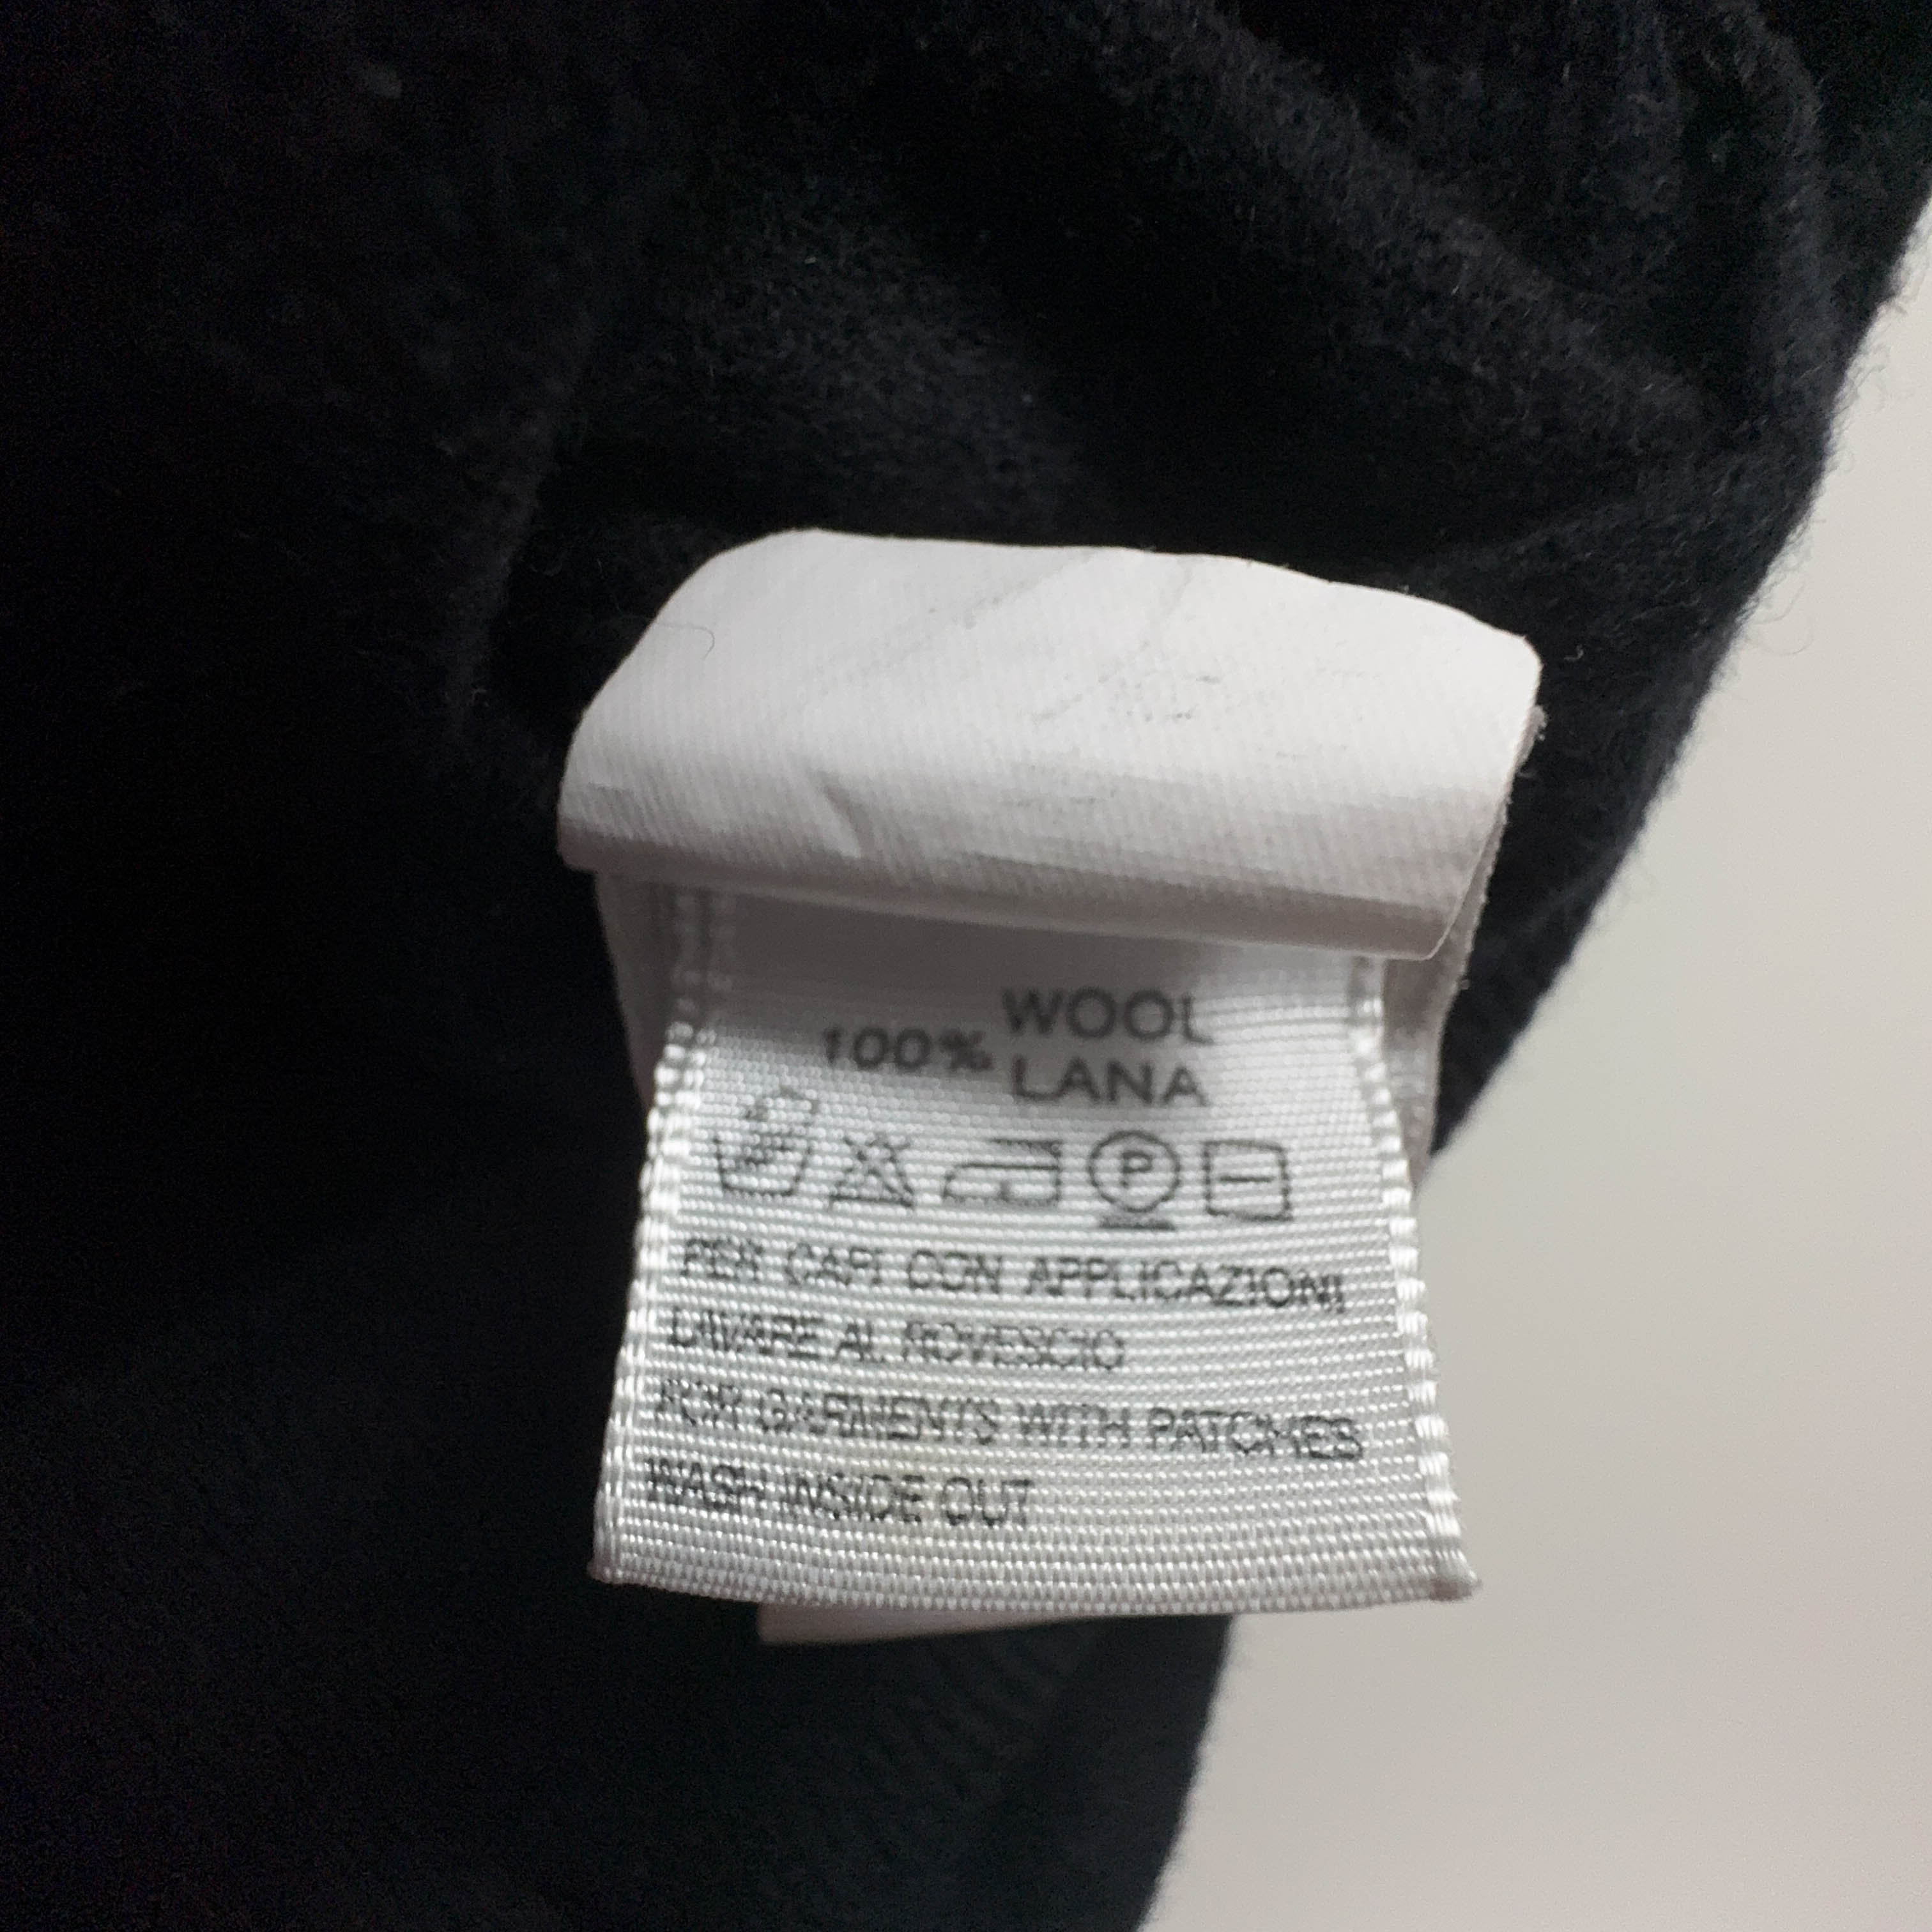 100% WOOL
LANA
P
PER CAPI CON APPLICAZIONI
LAVARE AL ROVESCIO
FOR GARMENTS WITH PATCHES
WASH INSIDE OUT